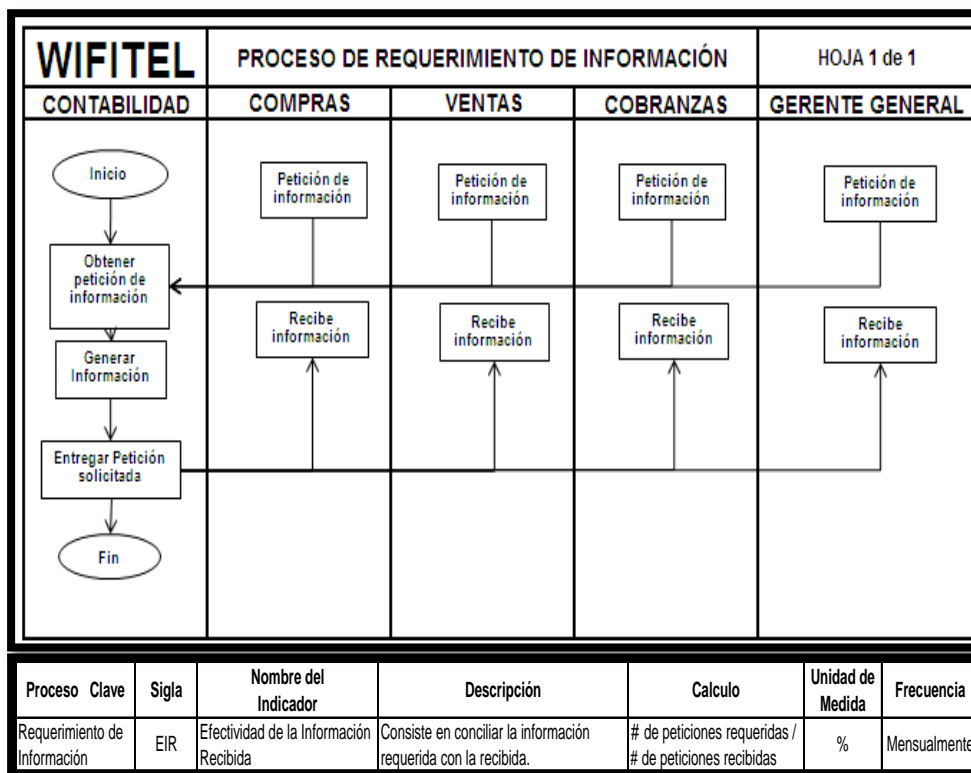 WIFITEL
PROCESO DE REQUERIMIENTO DE INFORMACIÓN
HOJA 1 de 1
CONTABILIDAD
COMPRAS
VENTAS
COBRANZAS
GERENTE GENERAL
Inicio
Petición de
información
Petición de
información
Petición de
información
Petición de
información
Obtener
petición de
información
Recibe
información
Recibe
información
Recibe
información
Recibe
información
Generar
Información
Entregar Petición
solicitada
Fin
Proceso Clave
Sigla
Nombre del
Indicador
Descripción
Calculo
Unidad de
Medida
Frecuencia
Requerimiento de
Información
EIR
Efectividad de la Información
Recibida
Consiste en conciliar la información
requerida con la recibida.
# de peticiones requeridas /
# de peticiones recibidas
%
Mensualmente